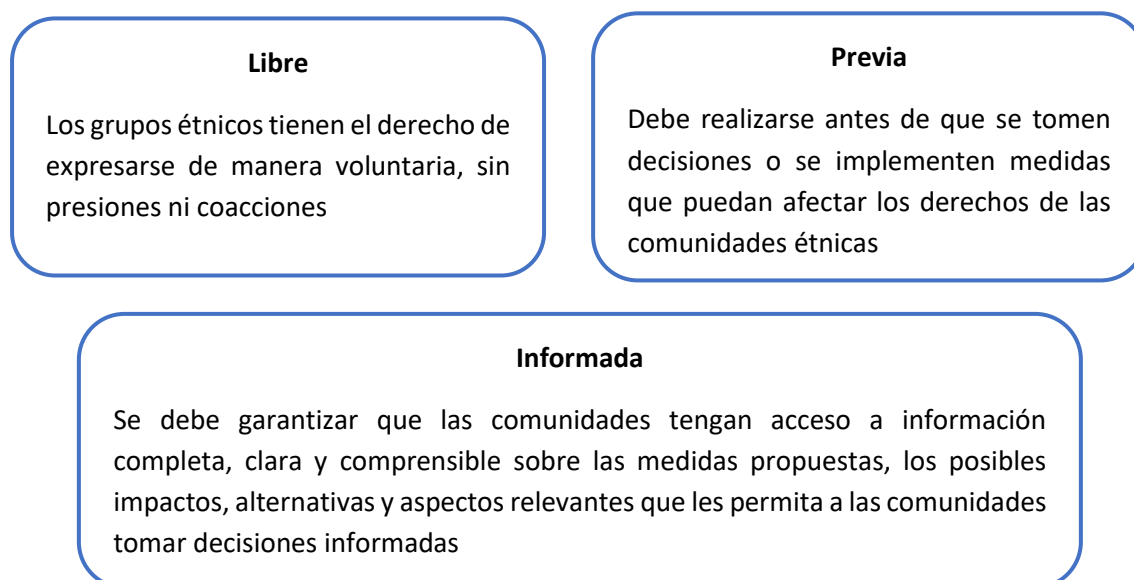 Libre
Los grupos étnicos tienen el derecho de
expresarse de manera voluntaria, sin
presiones ni coacciones
Previa
Debe realizarse antes de que se tomen
decisiones o se implementen medidas
que puedan afectar los derechos de las
comunidades étnicas
Informada
Se debe garantizar que las comunidades tengan acceso a información
completa, clara y comprensible sobre las medidas propuestas, los posibles
impactos, alternativas y aspectos relevantes que les permita a las comunidades
tomar decisiones informadas